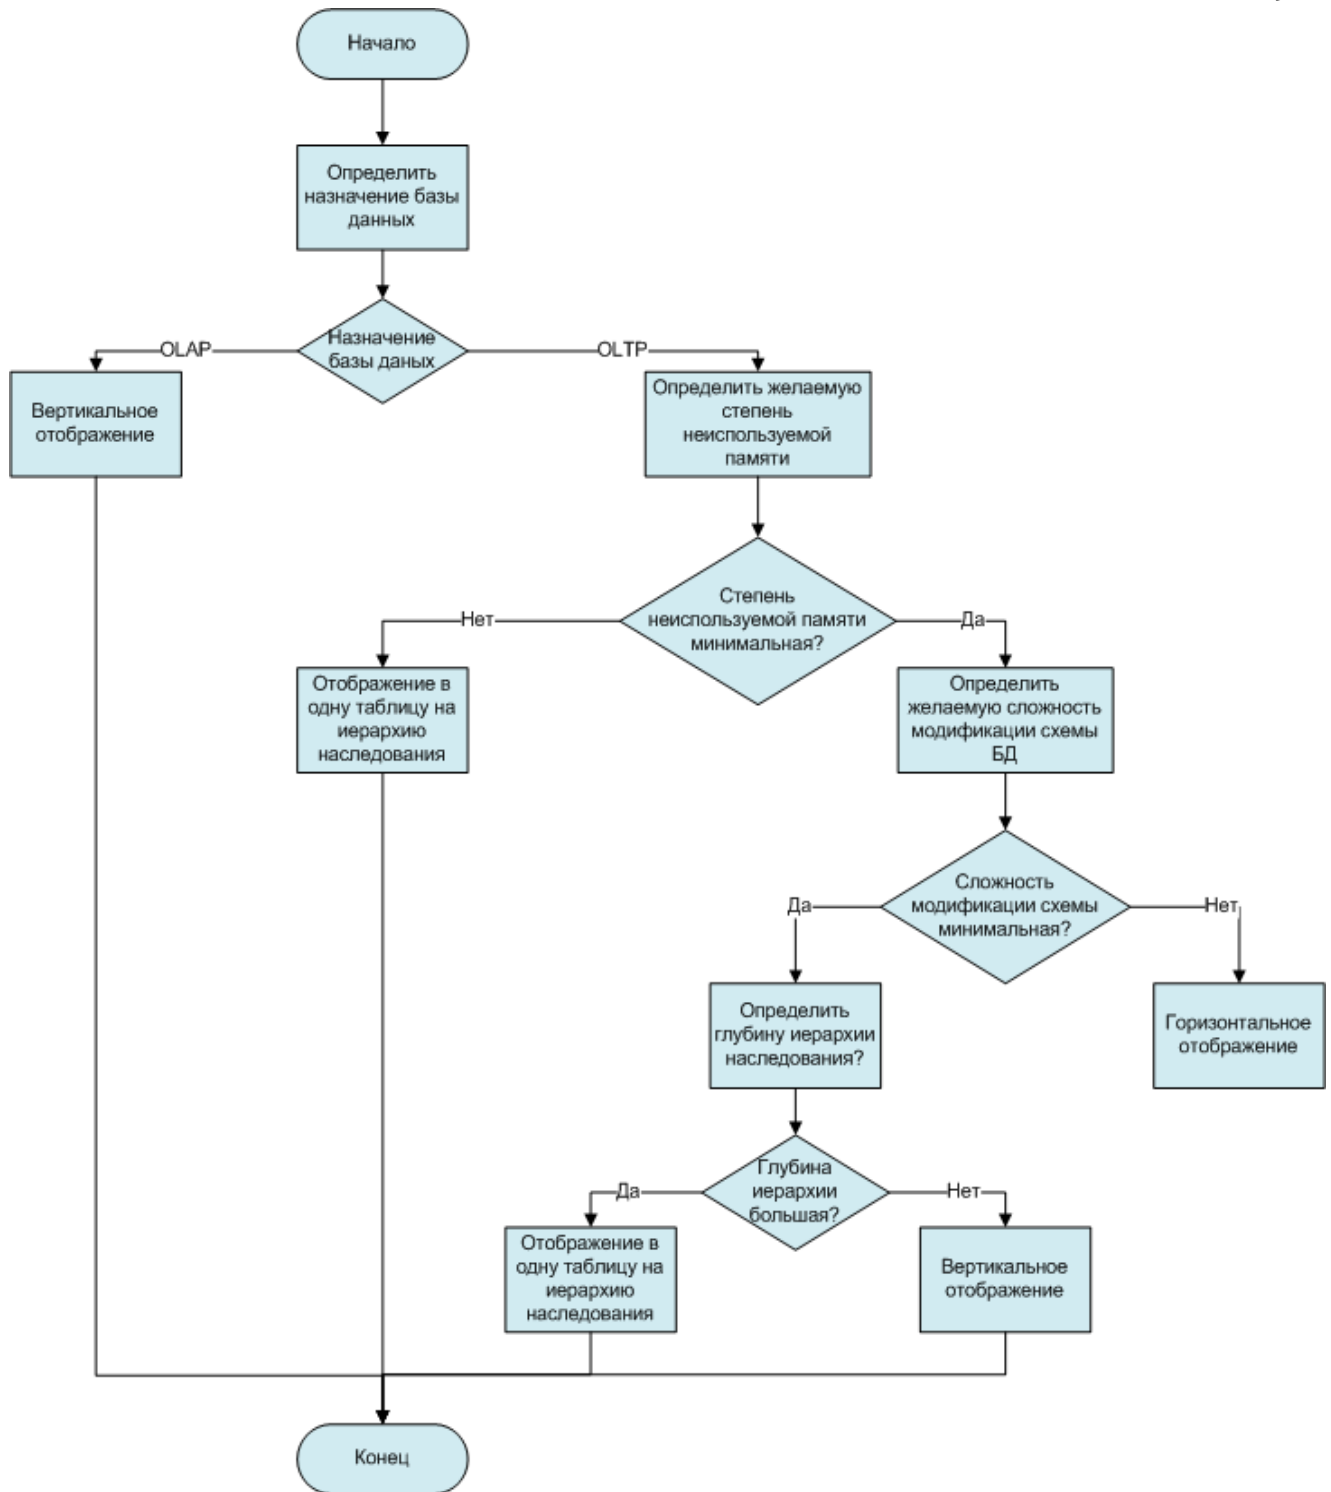 Начало
Определить
назначение базы
данных
Назначение
базы даных
OLAP
OLTP
Вертикальное
отображение
Определить желаемую
степень
неиспользуемой
памяти
Степень
неиспользуемой памяти
минимальная?
Нет
Да
Отображение в
одну таблицу на
иерархию
наследования
Определить
желаемую сложность
модификации схемы
БД
Сложность
модификации схемы
минимальная?
Да
Нет
Определить
глубину иерархии
наследования?
Горизонтальное
отображение
Глубина
иерархии
большая?
Да
Нет
Отображение в
одну таблицу на
иерархию
наследования
Вертикальное
отображение
Конец